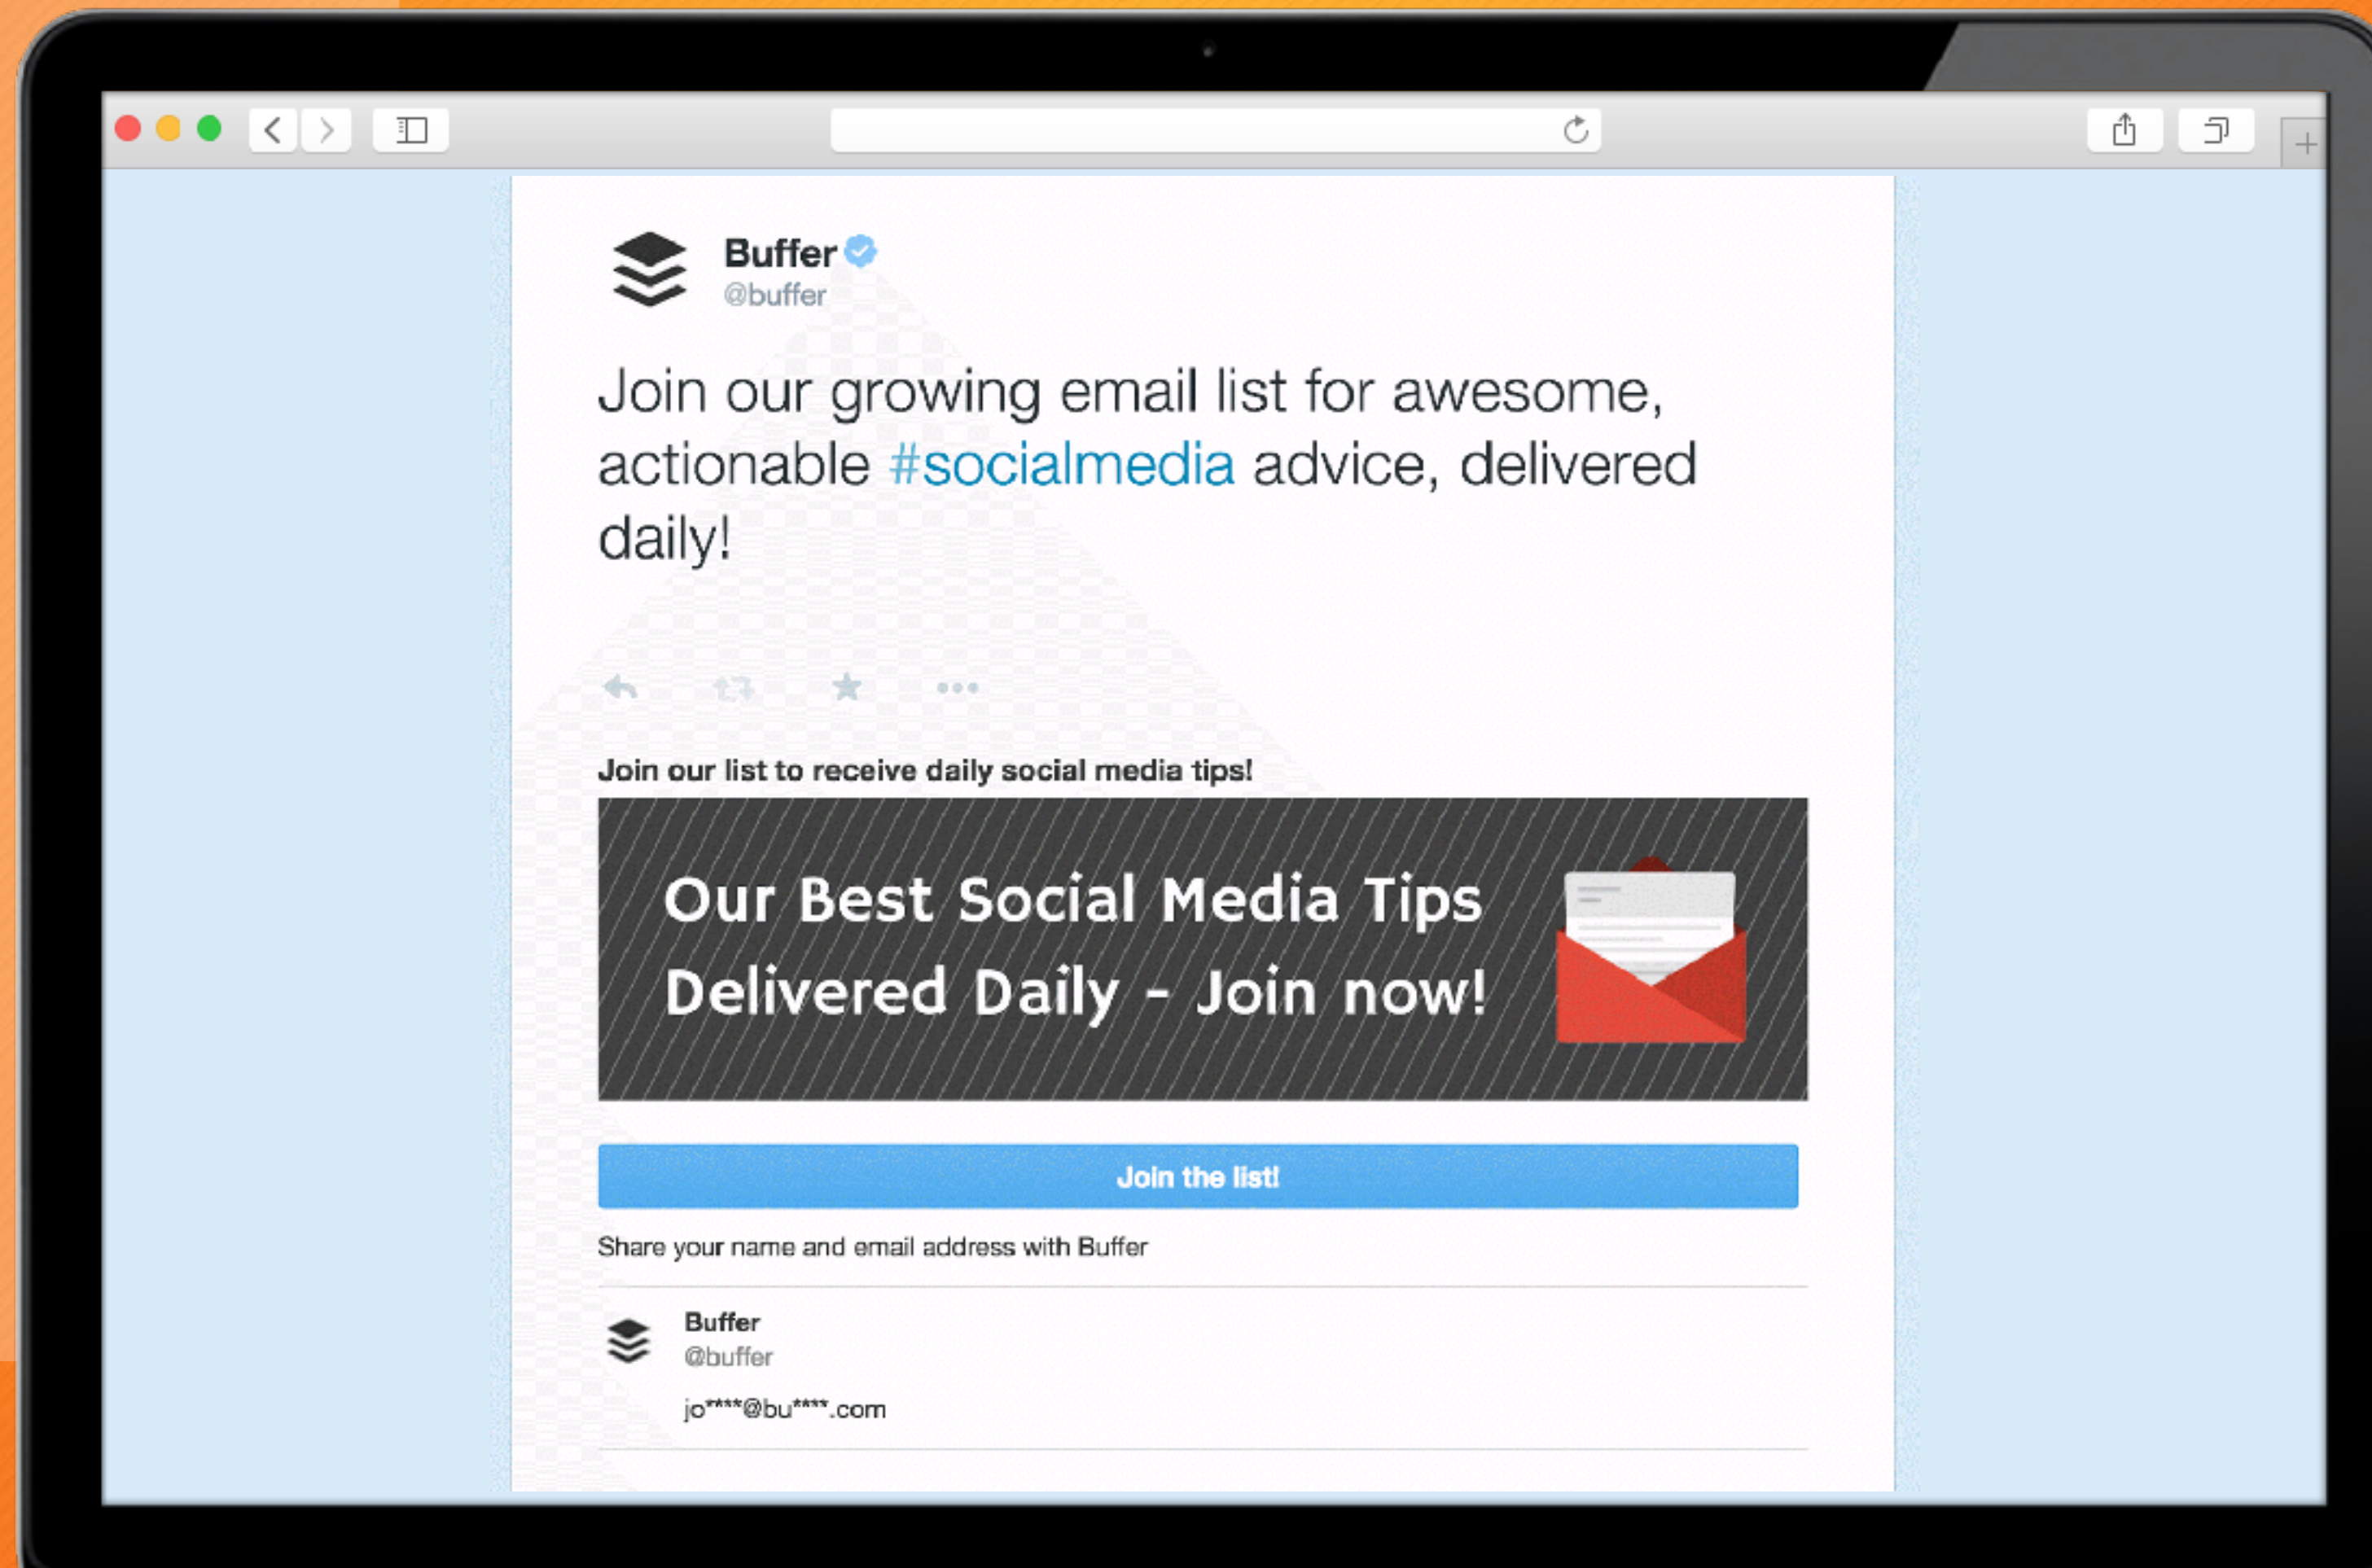 Buffer
@buffer
Join our growing email list for awesome,
actionable #socialmedia advice, delivered
daily!
Join our list to receive daily social media tips!
Our Best Social Media Tips
Delivered Daily - Join now!
Join the list!
Share your name and email address with Buffer
Buffer
@buffer
jo****@bu****.com